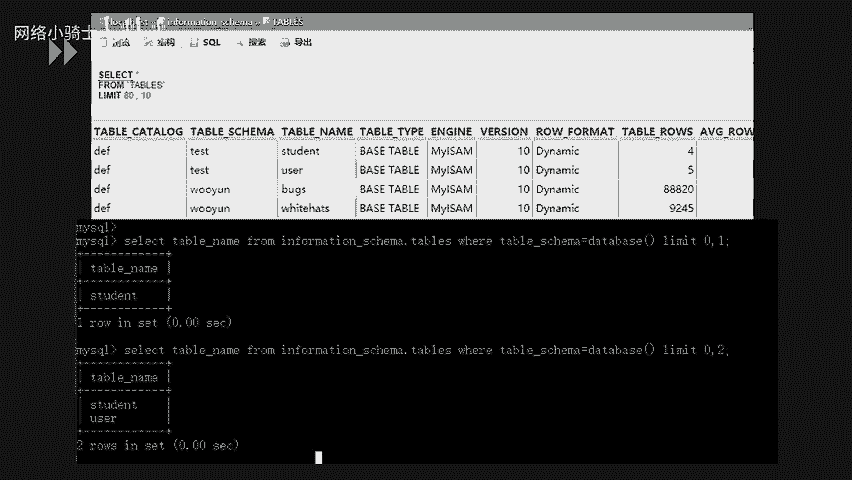 网络小骑士
information_schema » TABLES
浏览 结构 SQL 搜索 导出
SELECT *
FROM `TABLES`
LIMIT 80 , 10
TABLE_CATALOG TABLE_SCHEMA TABLE_NAME TABLE_TYPE ENGINE VERSION ROW_FORMAT TABLE_ROWS AVG_ROW
def test student BASE TABLE MyISAM 10 Dynamic 4
def test user BASE TABLE MyISAM 10 Dynamic 5
def wooyun bugs BASE TABLE MyISAM 10 Dynamic 88820
def wooyun whitehats BASE TABLE MyISAM 10 Dynamic 9245
mysql>
mysql> select table_name from information_schema.tables where table_schema=database() limit 0,1;
table_name
student
1 row in set (0.00 sec)
mysql> select table_name from information_schema.tables where table_schema=database() limit 0,2;
table_name
student
user
2 rows in set (0.00 sec)